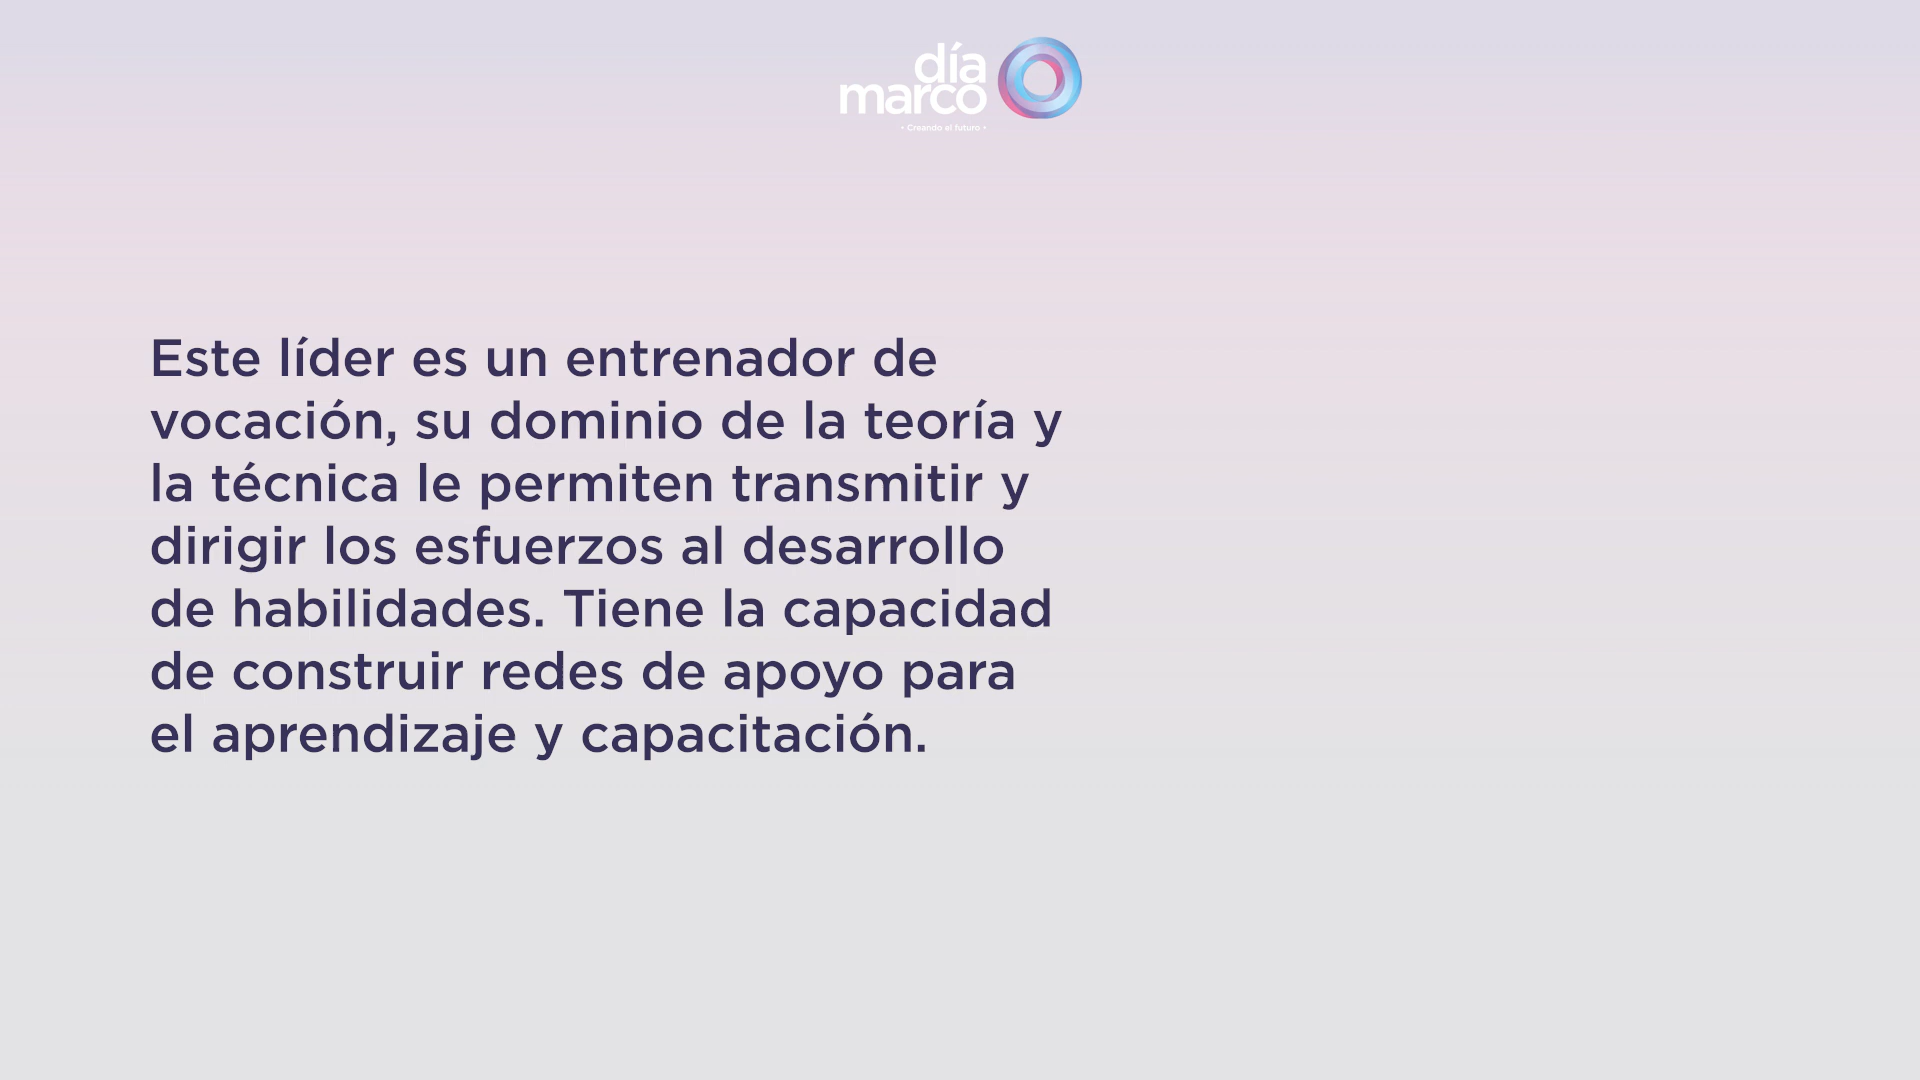 día
marco
• Creando el futuro •
Este líder es un entrenador de
vocación, su dominio de la teoría y
la técnica le permiten transmitir y
dirigir los esfuerzos al desarrollo
de habilidades. Tiene la capacidad
de construir redes de apoyo para
el aprendizaje y capacitación.